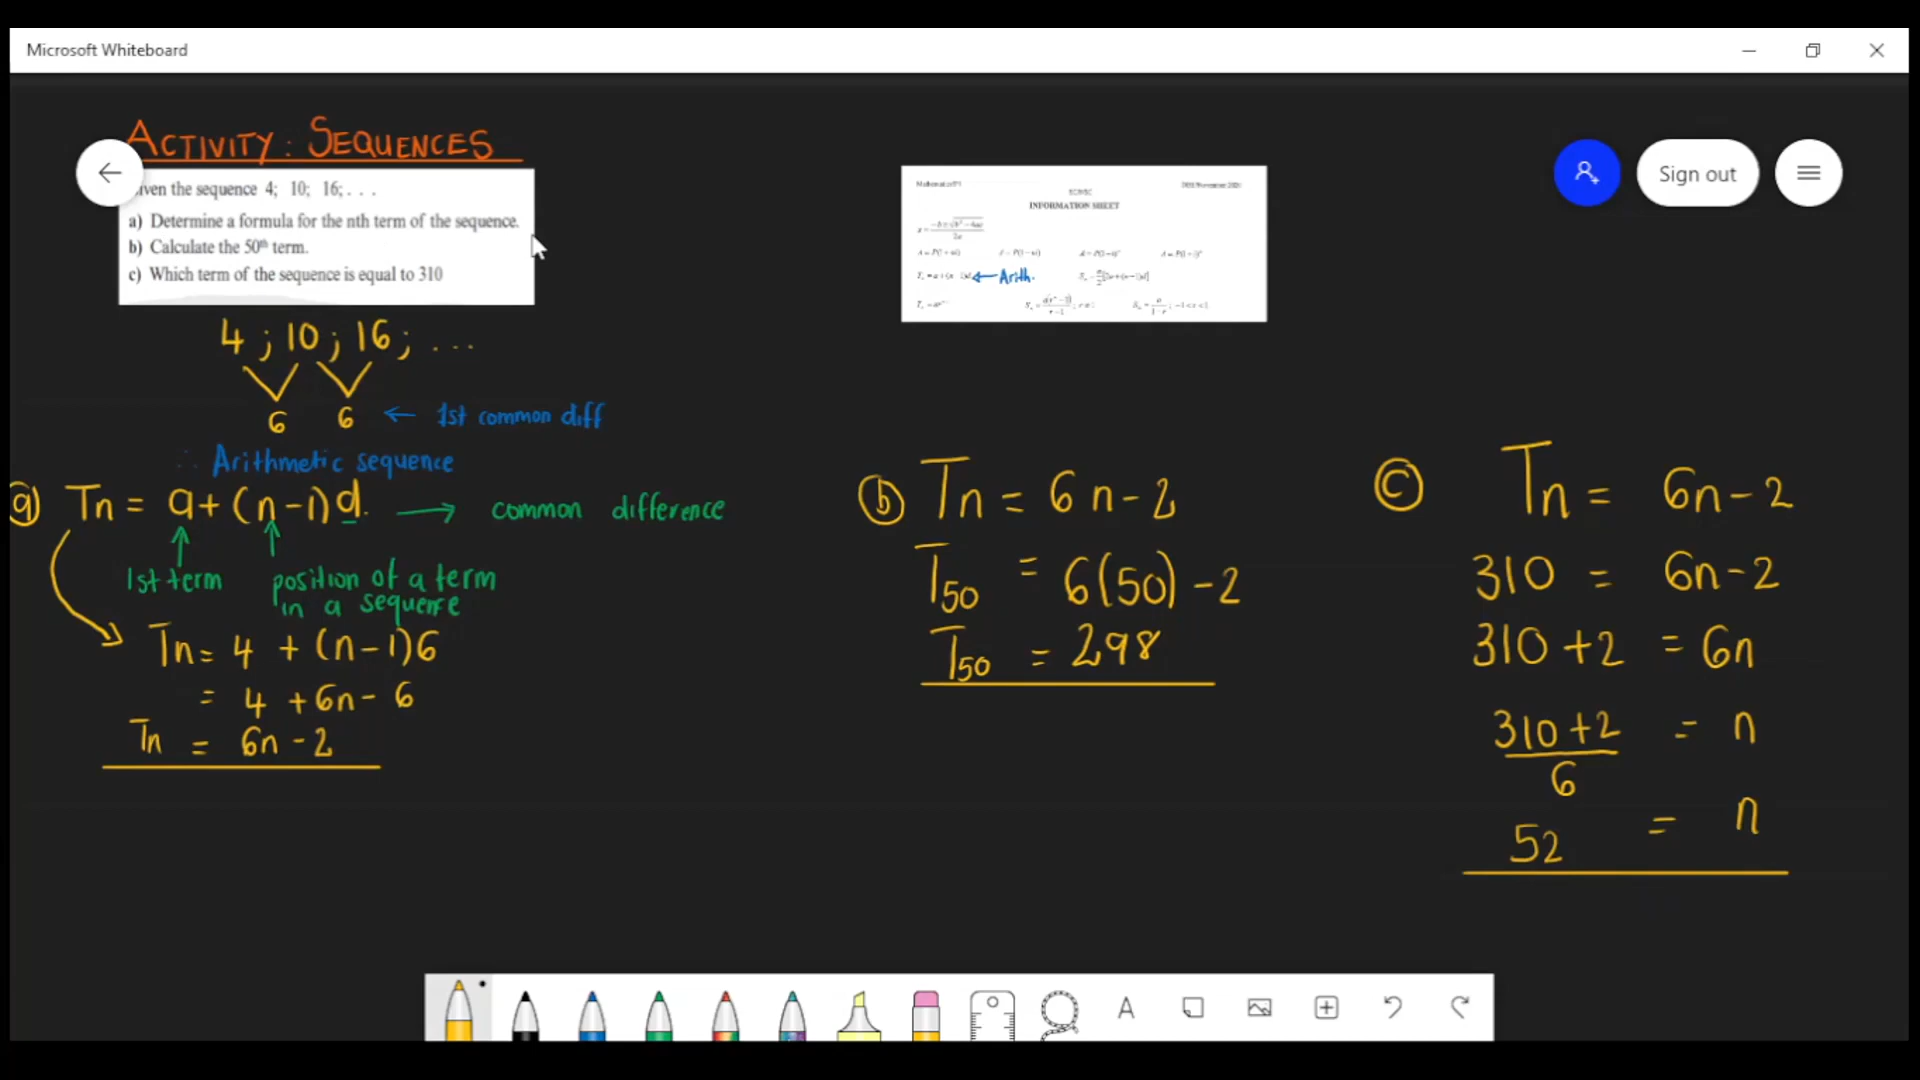 Microsoft Whiteboard
ACTIVITY : SEQUENCES
iven the sequence 4; 10; 16; . . .
a) Determine a formula for the nth term of the sequence.
b) Calculate the 50th term.
c) Which term of the sequence is equal to 310
Sign out
INFORMATION SHEET
← Arith.
4 ; 10 ; 16 ; ...
6 6 ← 1st common diff
∴ Arithmetic sequence
a) Tn = a + (n-1)d. → common difference
1st term
position of a term
in a sequence
Tn = 4 + (n-1)6
= 4 + 6n - 6
Tn = 6n - 2
b) Tn = 6n - 2
T50 = 6(50) - 2
T50 = 298
c) Tn = 6n - 2
310 = 6n - 2
310 + 2 = 6n
310 + 2 = n
6
52 = n
A